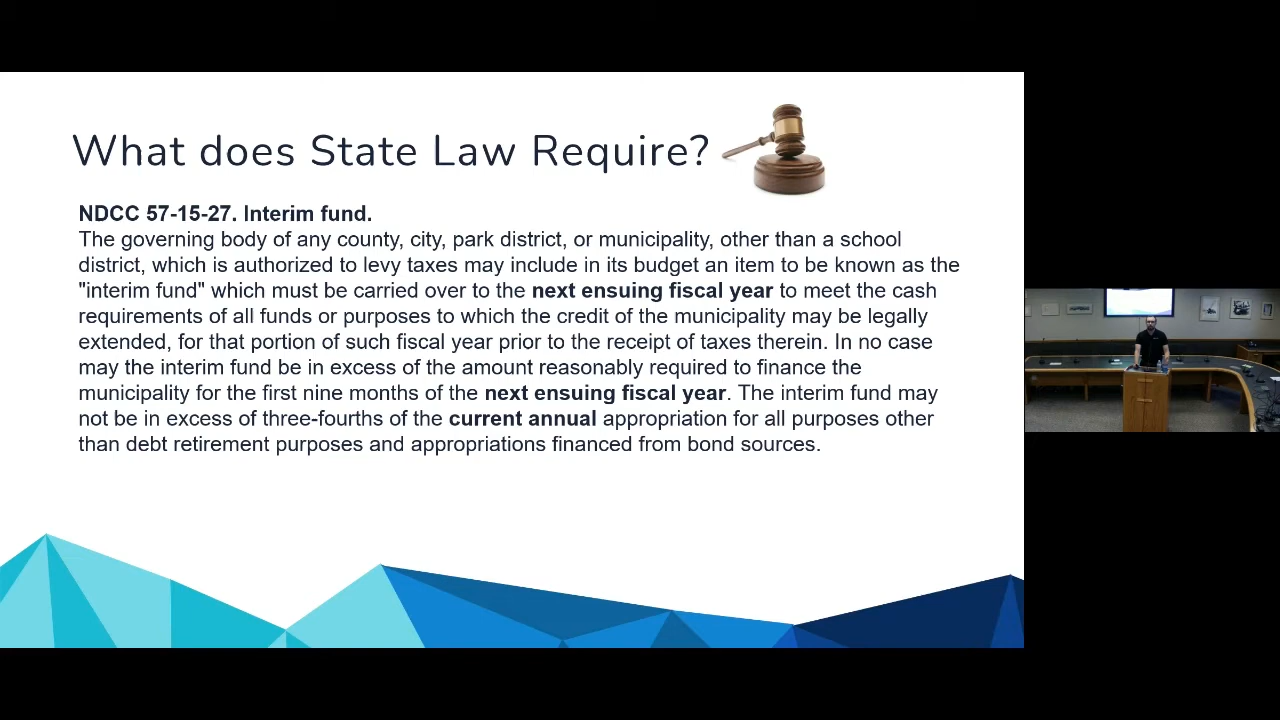 What does State Law Require?
NDCC 57-15-27. Interim fund.
The governing body of any county, city, park district, or municipality, other than a school
district, which is authorized to levy taxes may include in its budget an item to be known as the
"interim fund" which must be carried over to the next ensuing fiscal year to meet the cash
requirements of all funds or purposes to which the credit of the municipality may be legally
extended, for that portion of such fiscal year prior to the receipt of taxes therein. In no case
may the interim fund be in excess of the amount reasonably required to finance the
municipality for the first nine months of the next ensuing fiscal year. The interim fund may
not be in excess of three-fourths of the current annual appropriation for all purposes other
than debt retirement purposes and appropriations financed from bond sources.